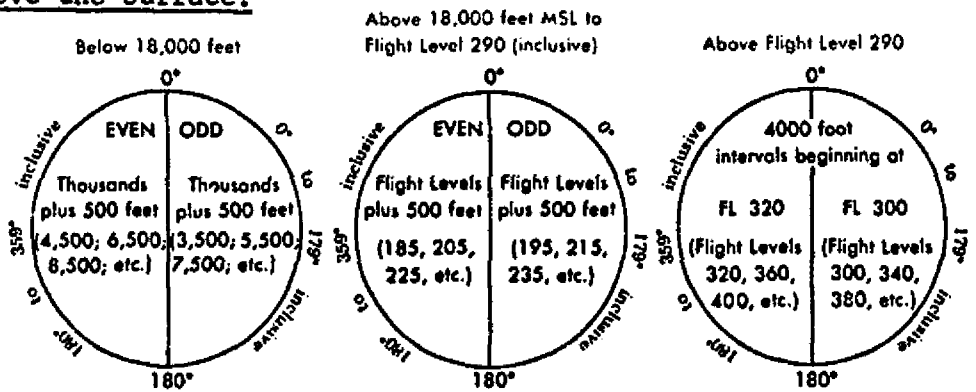 ove the surface.
Below 18,000 feet
0°
EVEN ODD
Thousands plus 500 feet
(4,500; 6,500; 8,500; etc.)
Thousands plus 500 feet
(3,500; 5,500; 7,500; etc.)
0° to 179° inclusive
180° to 359° inclusive
180°
Above 18,000 feet MSL to
Flight Level 290 (inclusive)
0°
EVEN ODD
Flight Levels plus 500 feet
(185, 205, 225, etc.)
Flight Levels plus 500 feet
(195, 215, 235, etc.)
0° to 179° inclusive
180° to 359° inclusive
180°
Above Flight Level 290
0°
4000 foot
intervals beginning at
FL 320
(Flight Levels
320, 360,
400, etc.)
FL 300
(Flight Levels
300, 340,
380, etc.)
0° to 179° inclusive
180° to 359° inclusive
180°